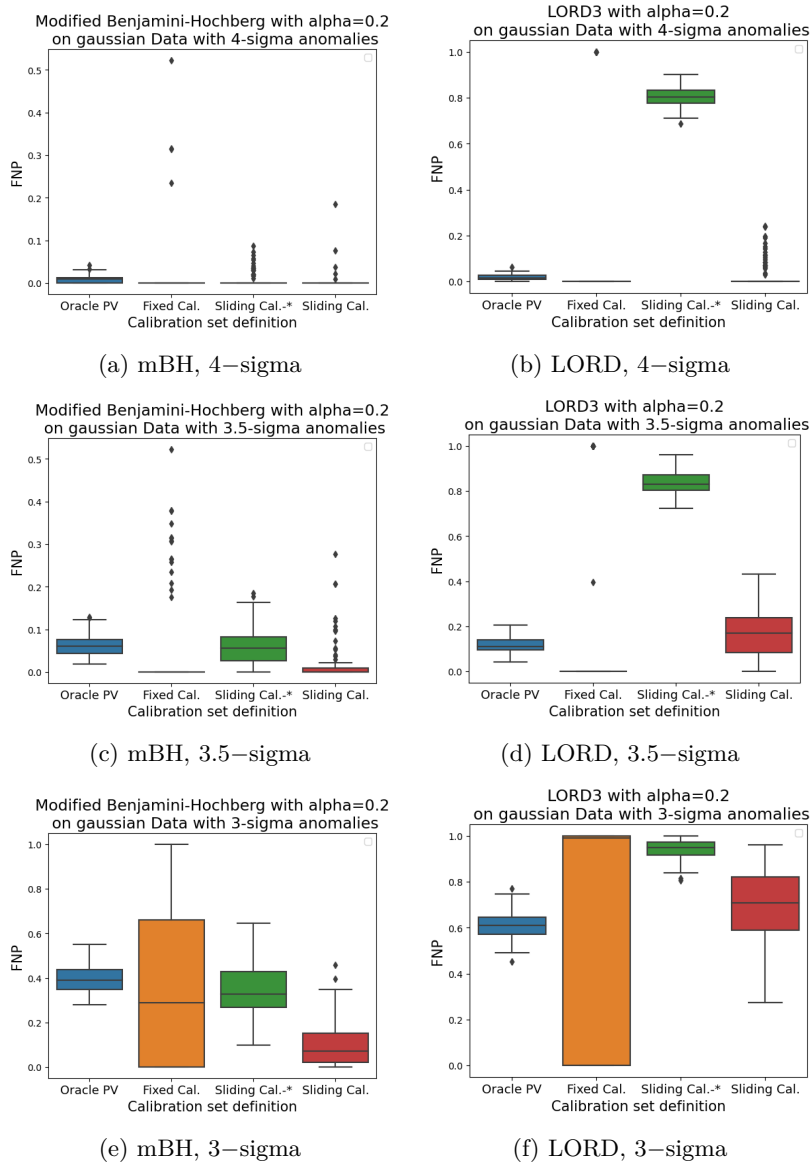 Modified Benjamini-Hochberg with alpha=0.2
on gaussian Data with 4-sigma anomalies
0.5
0.4
0.3
0.2
0.1
0.0
FNP
Oracle PV Fixed Cal. Sliding Cal.-* Sliding Cal.
Calibration set definition
(a) mBH, 4−sigma
LORD3 with alpha=0.2
on gaussian Data with 4-sigma anomalies
1.0
0.8
0.6
0.4
0.2
0.0
FNP
Oracle PV Fixed Cal. Sliding Cal.-* Sliding Cal.
Calibration set definition
(b) LORD, 4−sigma
Modified Benjamini-Hochberg with alpha=0.2
on gaussian Data with 3.5-sigma anomalies
0.5
0.4
0.3
0.2
0.1
0.0
FNP
Oracle PV Fixed Cal. Sliding Cal.-* Sliding Cal.
Calibration set definition
(c) mBH, 3.5−sigma
LORD3 with alpha=0.2
on gaussian Data with 3.5-sigma anomalies
1.0
0.8
0.6
0.4
0.2
0.0
FNP
Oracle PV Fixed Cal. Sliding Cal.-* Sliding Cal.
Calibration set definition
(d) LORD, 3.5−sigma
Modified Benjamini-Hochberg with alpha=0.2
on gaussian Data with 3-sigma anomalies
1.0
0.8
0.6
0.4
0.2
0.0
FNP
Oracle PV Fixed Cal. Sliding Cal.-* Sliding Cal.
Calibration set definition
(e) mBH, 3−sigma
LORD3 with alpha=0.2
on gaussian Data with 3-sigma anomalies
1.0
0.8
0.6
0.4
0.2
0.0
FNP
Oracle PV Fixed Cal. Sliding Cal.-* Sliding Cal.
Calibration set definition
(f) LORD, 3−sigma